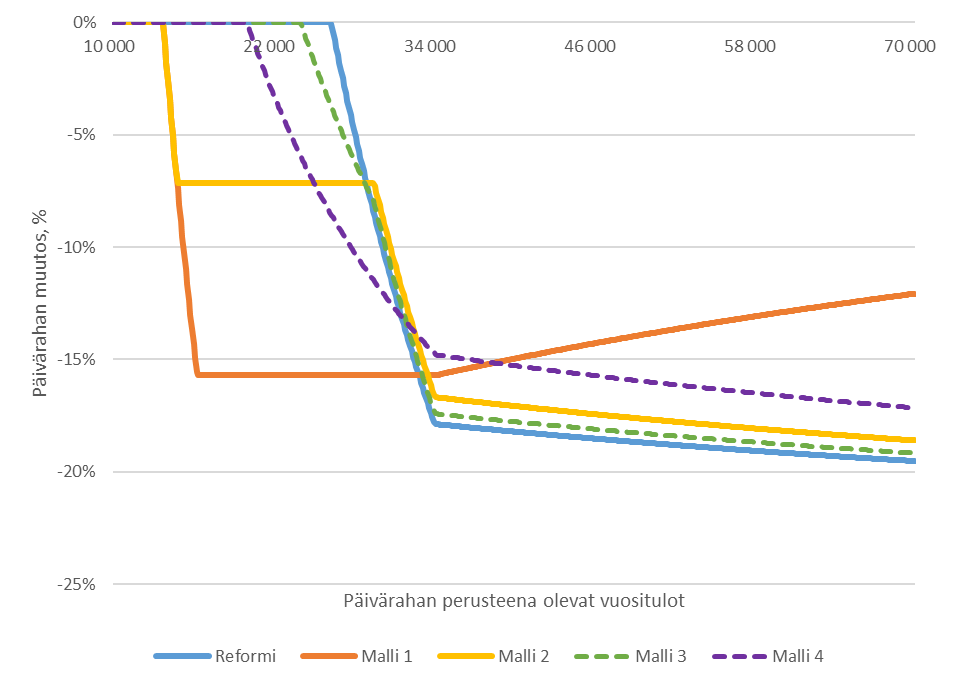 0%
10 000 22 000 34 000 46 000 58 000 70 000
-5%
-10%
-15%
-20%
-25%
Päivärahan muutos, %
Päivärahan perusteena olevat vuositulot
Reformi Malli 1 Malli 2 Malli 3 Malli 4